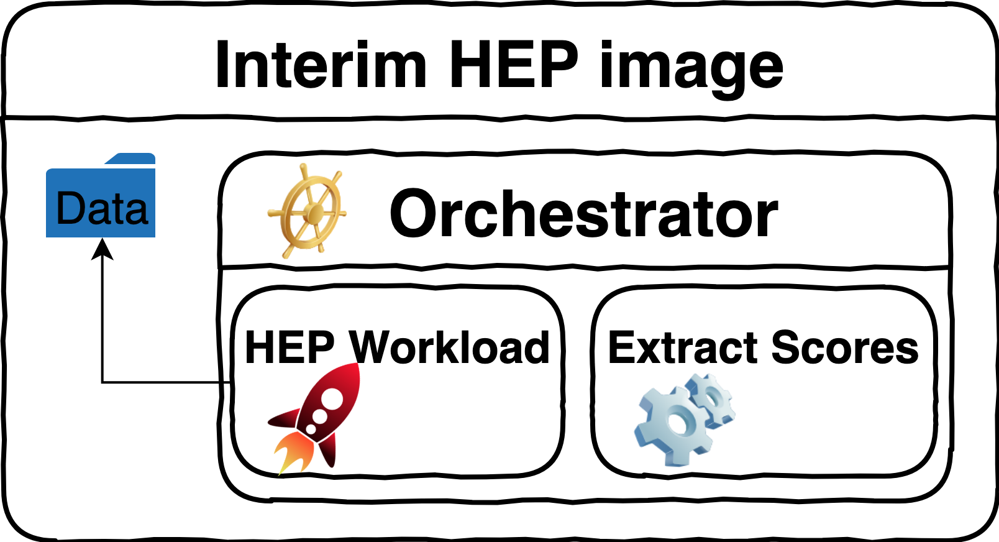 Interim HEP image
Data
Orchestrator
HEP Workload
Extract Scores